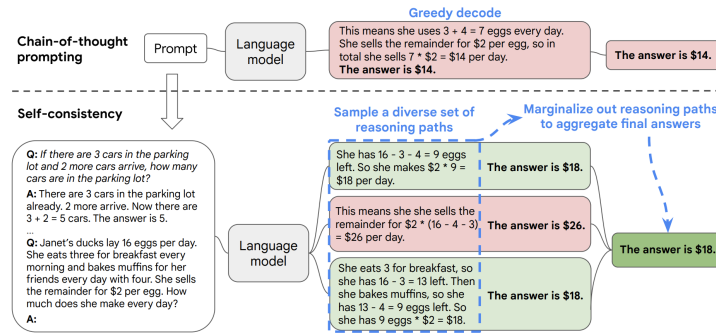 Greedy decode
Chain-of-thought
prompting
Prompt
Language
model
This means she uses 3 + 4 = 7 eggs every day.
She sells the remainder for $2 per egg, so in
total she sells 7 * $2 = $14 per day.
The answer is $14.
The answer is $14.
Self-consistency
Sample a diverse set of
reasoning paths
Marginalize out reasoning paths
to aggregate final answers
Q: If there are 3 cars in the parking
lot and 2 more cars arrive, how many
cars are in the parking lot?
A: There are 3 cars in the parking lot
already. 2 more arrive. Now there are
3 + 2 = 5 cars. The answer is 5.
...
Q: Janet's ducks lay 16 eggs per day.
She eats three for breakfast every
morning and bakes muffins for her
friends every day with four. She sells
the remainder for $2 per egg. How
much does she make every day?
A:
Language
model
She has 16 - 3 - 4 = 9 eggs
left. So she makes $2 * 9 =
$18 per day.
The answer is $18.
This means she she sells the
remainder for $2 * (16 - 4 - 3)
= $26 per day.
The answer is $26.
She eats 3 for breakfast, so
she has 16 - 3 = 13 left. Then
she bakes muffins, so she
has 13 - 4 = 9 eggs left. So
she has 9 eggs * $2 = $18.
The answer is $18.
The answer is $18.